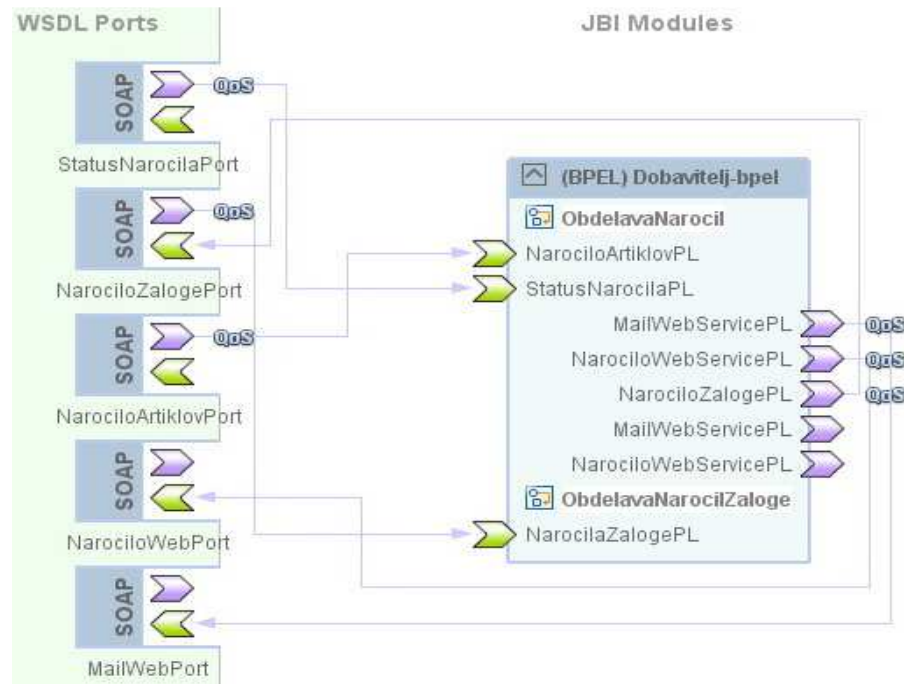 WSDL Ports
JBI Modules
SOAP
QoS
StatusNarocilaPort
SOAP
QoS
NarociloZalogePort
SOAP
QoS
NarociloArtiklovPort
SOAP
NarociloWebPort
SOAP
MailWebPort
(BPEL) Dobavitelj-bpel
ObdelavaNarocil
NarociloArtiklovPL
StatusNarocilaPL
MailWebServicePL
QoS
NarociloWebServicePL
QoS
NarociloZalogePL
QoS
MailWebServicePL
NarociloWebServicePL
ObdelavaNarocilZaloge
NarocilaZalogePL